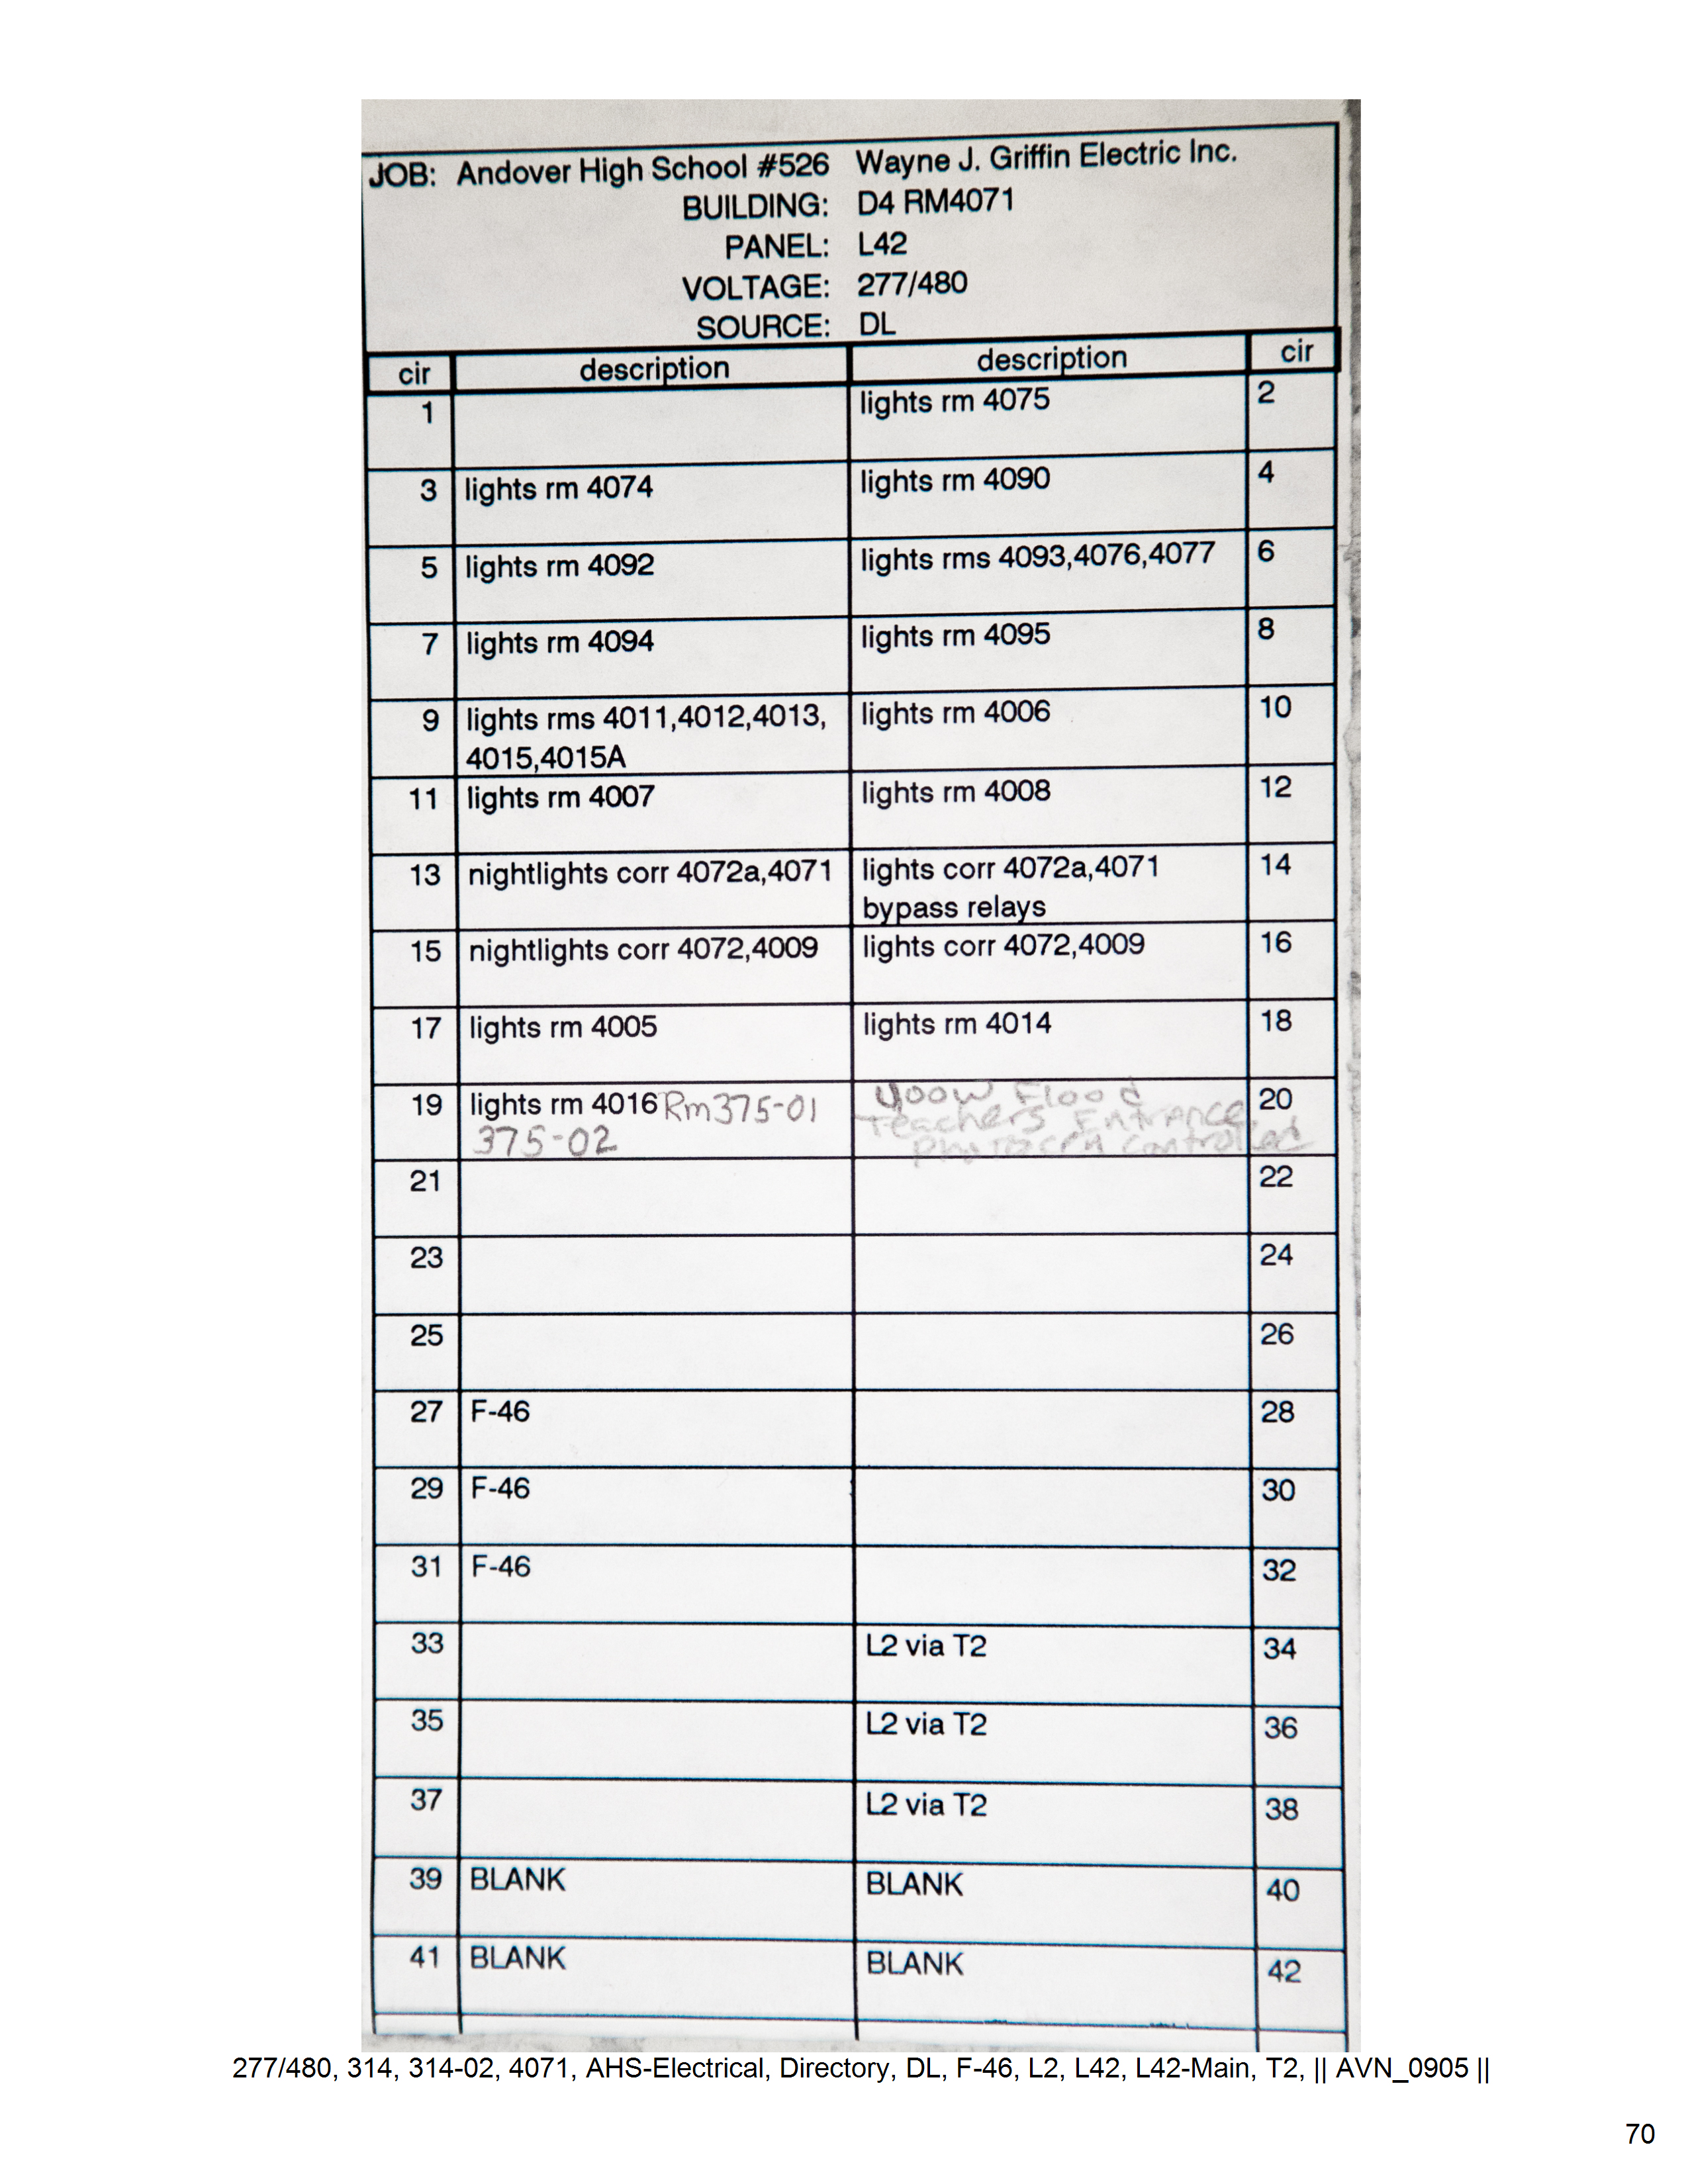 JOB: Andover High School #526 Wayne J. Griffin Electric Inc.
BUILDING: D4 RM4071
PANEL: L42
VOLTAGE: 277/480
SOURCE: DL
cir description description cir
1 lights rm 4075 2
3 lights rm 4074 lights rm 4090 4
5 lights rm 4092 lights rms 4093,4076,4077 6
7 lights rm 4094 lights rm 4095 8
9 lights rms 4011,4012,4013, lights rm 4006 10
4015,4015A
11 lights rm 4007 lights rm 4008 12
13 nightlights corr 4072a,4071 lights corr 4072a,4071 14
bypass relays
15 nightlights corr 4072,4009 lights corr 4072,4009 16
17 lights rm 4005 lights rm 4014 18
19 lights rm 4016 Rm375-01 400W Flood 20
375-02 Teachers Entrance
Controlled
21 22
23 24
25 26
27 F-46 28
29 F-46 30
31 F-46 32
33 L2 via T2 34
35 L2 via T2 36
37 L2 via T2 38
39 BLANK BLANK 40
41 BLANK BLANK 42
277/480, 314, 314-02, 4071, AHS-Electrical, Directory, DL, F-46, L2, L42, L42-Main, T2, || AVN_0905 ||
70